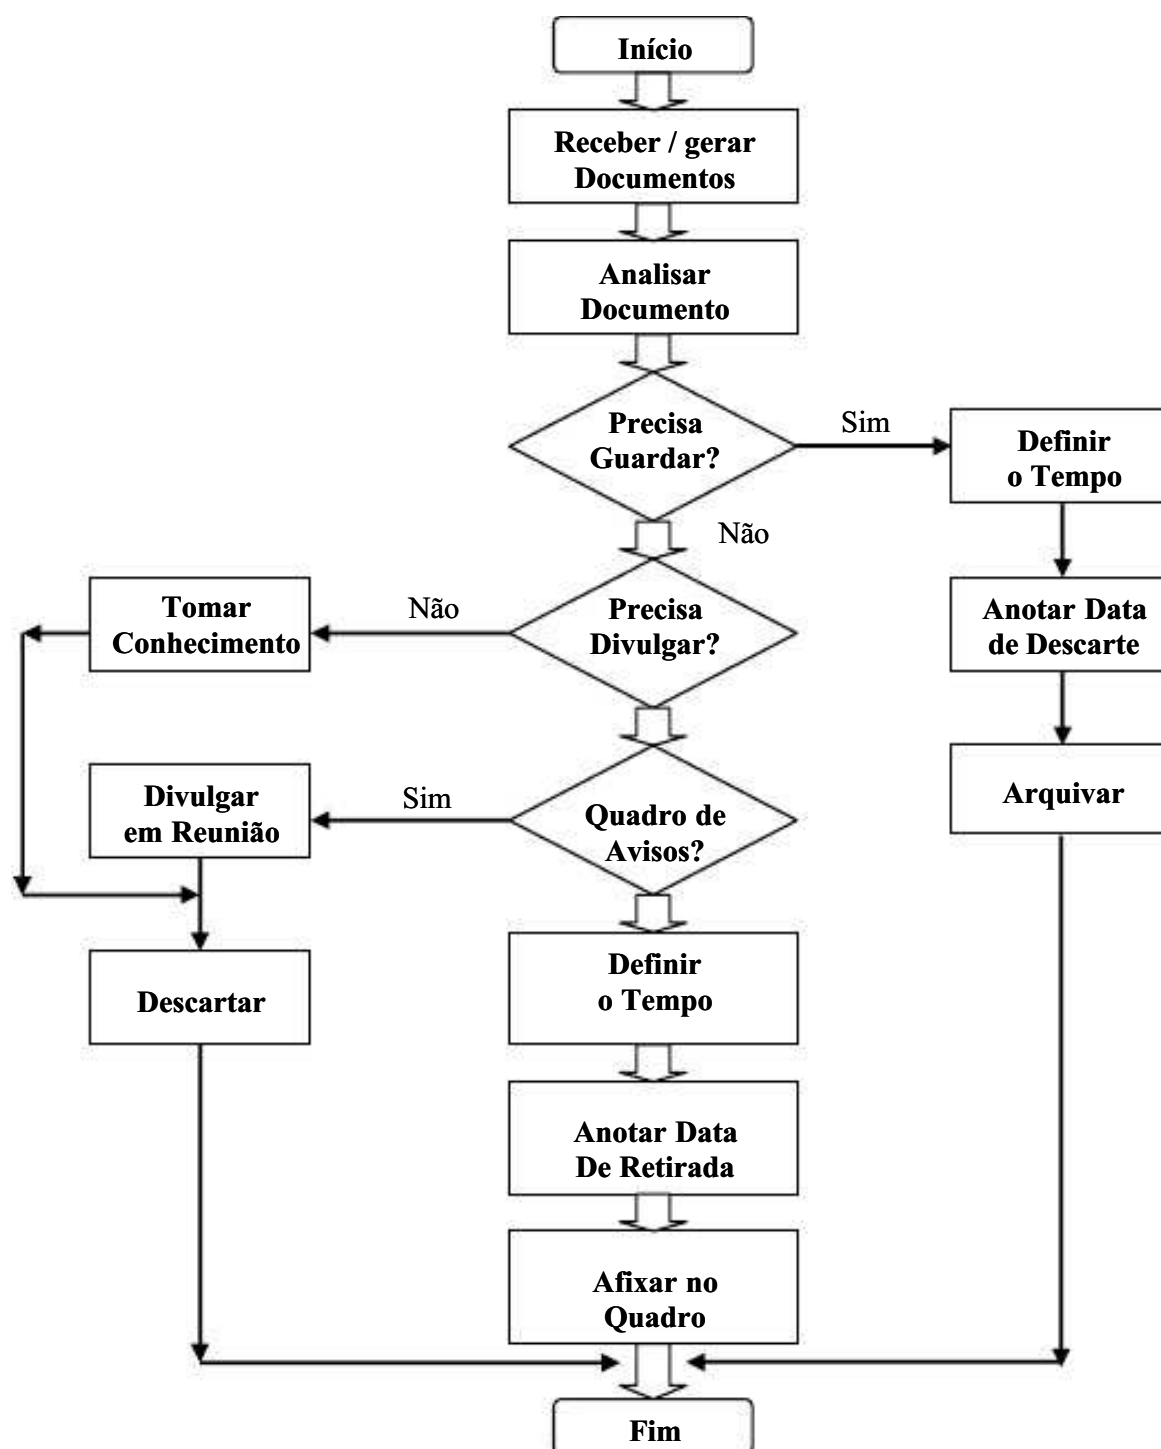 Início
Receber / gerar
Documentos
Analisar
Documento
Precisa
Guardar?
Sim
Definir
o Tempo
Não
Anotar Data
de Descarte
Arquivar
Precisa
Divulgar?
Não
Tomar
Conhecimento
Quadro de
Avisos?
Sim
Divulgar
em Reunião
Descartar
Definir
o Tempo
Anotar Data
De Retirada
Afixar no
Quadro
Fim